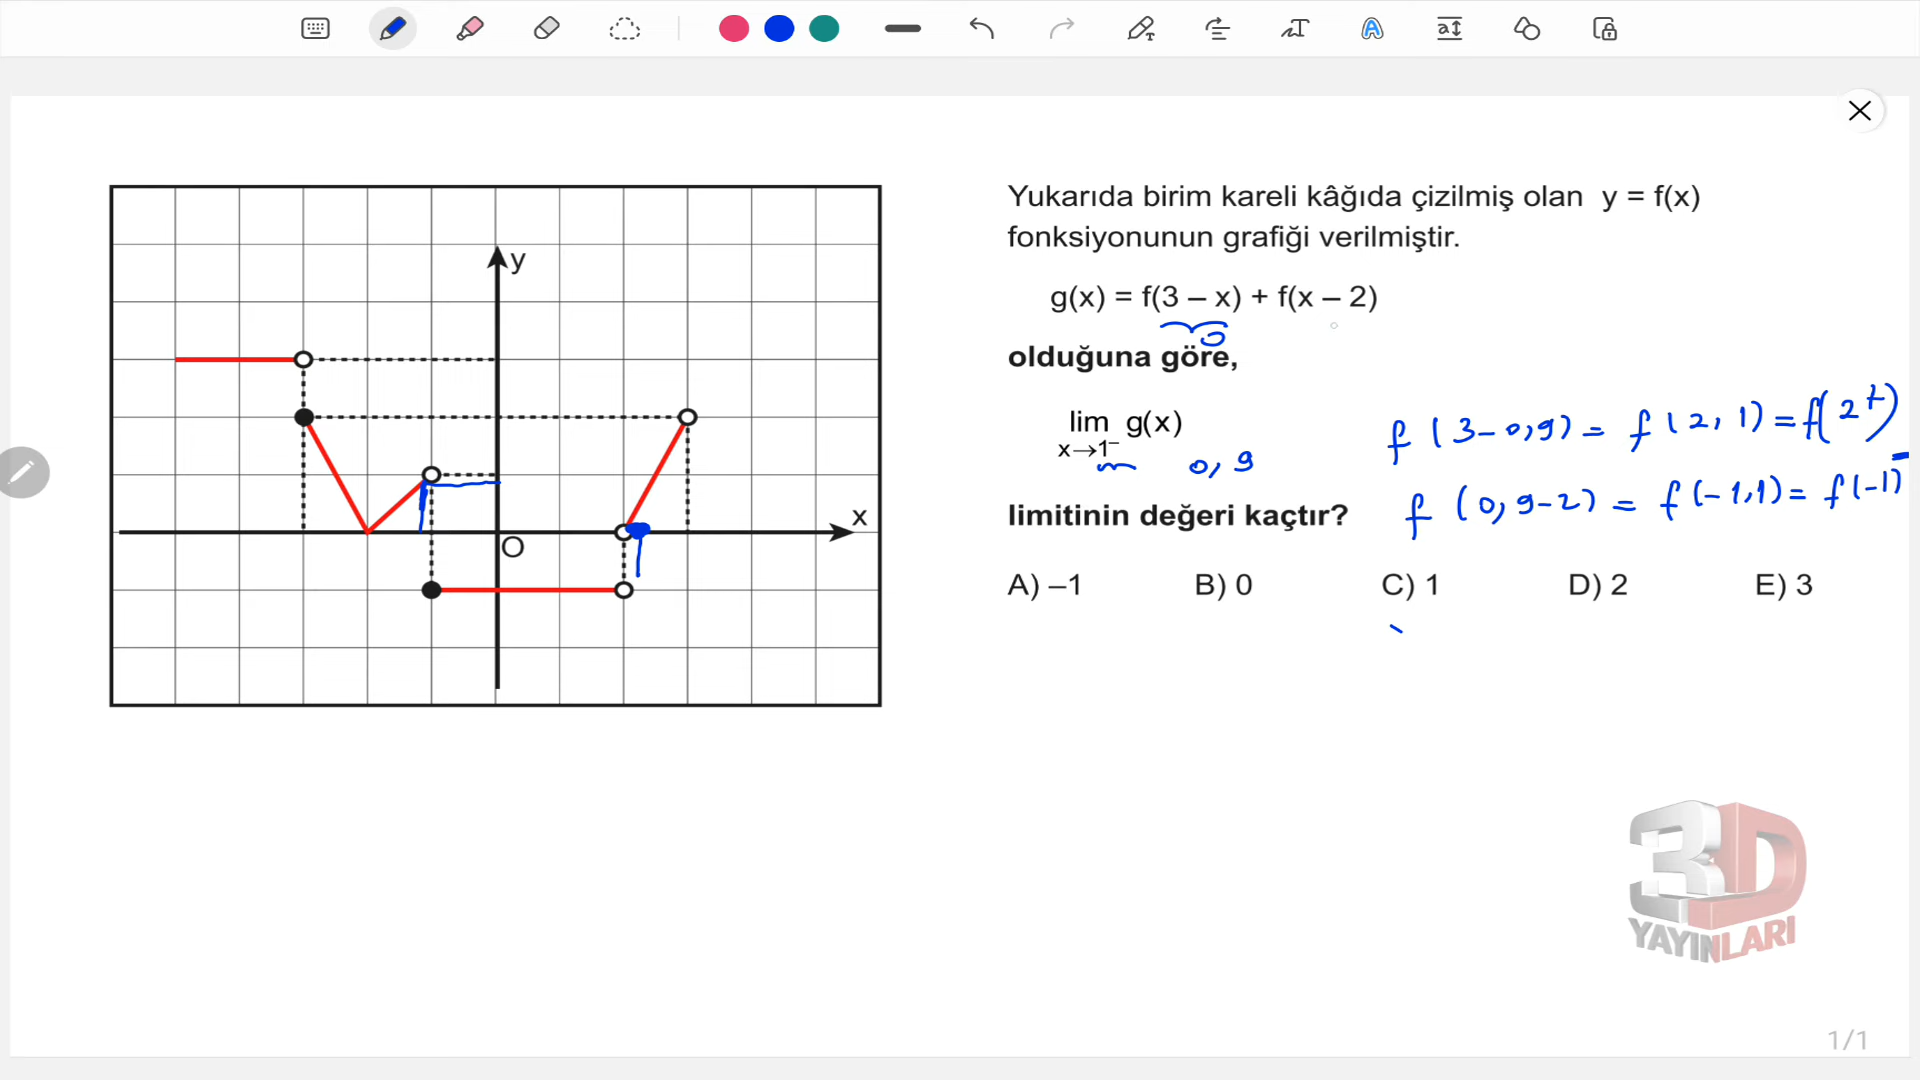 Yukarıda birim kareli kâğıda çizilmiş olan y = f(x)
fonksiyonunun grafiği verilmiştir.
g(x) = f(3 – x) + f(x – 2)
0
olduğuna göre,
lim g(x)
x→1⁻
0,9
f(3-0,9) = f(2,1) = f(2⁺)
f(0,9-2) = f(-1,1) = f(-1⁻)
limitinin değeri kaçtır?
A) –1 B) 0 C) 1 D) 2 E) 3
y
x
O
3D
YAYINLARI
1/1